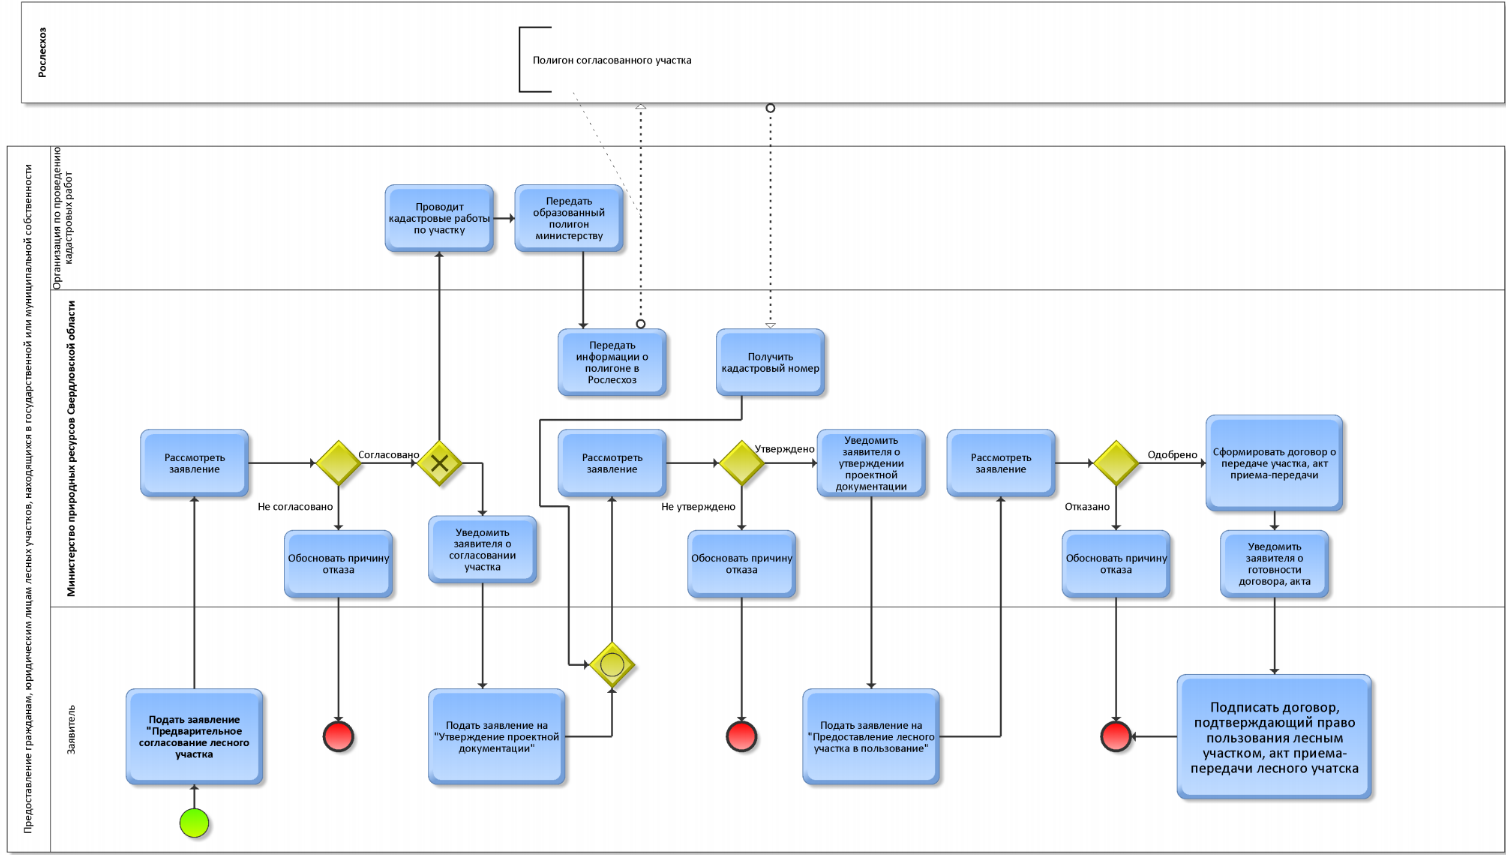 Рослесхоз
Полигон согласованного участка
Предоставление гражданам, юридическим лицам лесных участков, находящихся в государственной или муниципальной собственности
Организация по проведению
кадастровых работ
Проводит
кадастровые работы
по участку
Передать
образованный
полигон
министерству
Министерство природных ресурсов Свердловской области
Передать
информации о
полигоне в
Рослесхоз
Получить
кадастровый номер
Рассмотреть
заявление
Согласовано
Не согласовано
Обосновать причину
отказа
Уведомить
заявителя о
согласовании
участка
Рассмотреть
заявление
Утверждено
Не утверждено
Обосновать причину
отказа
Уведомить
заявителя о
утверждении
проектной
документации
Рассмотреть
заявление
Одобрено
Отказано
Обосновать причину
отказа
Сформировать договор о
передаче участка, акт
приема-передачи
Уведомить
заявителя о
готовности
договора, акта
Заявитель
Подать заявление
"Предварительное
согласование лесного
участка
Подать заявление на
"Утверждение проектной
документации"
Подать заявление на
"Предоставление лесного
участка в пользование"
Подписать договор,
подтверждающий право
пользования лесным
участком, акт приема-
передачи лесного учатска